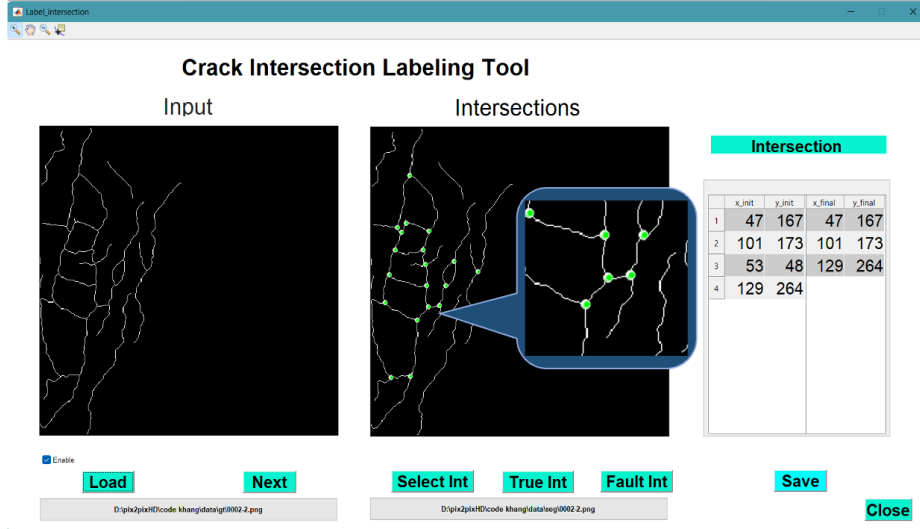 Label_intersection
Crack Intersection Labeling Tool
Input
Intersections
Intersection
x_init y_init x_final y_final
1 47 167 47 167
2 101 173 101 173
3 53 48 129 264
4 129 264
Enable
Load
Next
Select Int
True Int
Fault Int
Save
D:\pix2pixHD\code khang\data\gt\0002-2.png
D:\pix2pixHD\code khang\data\seg\0002-2.png
Close